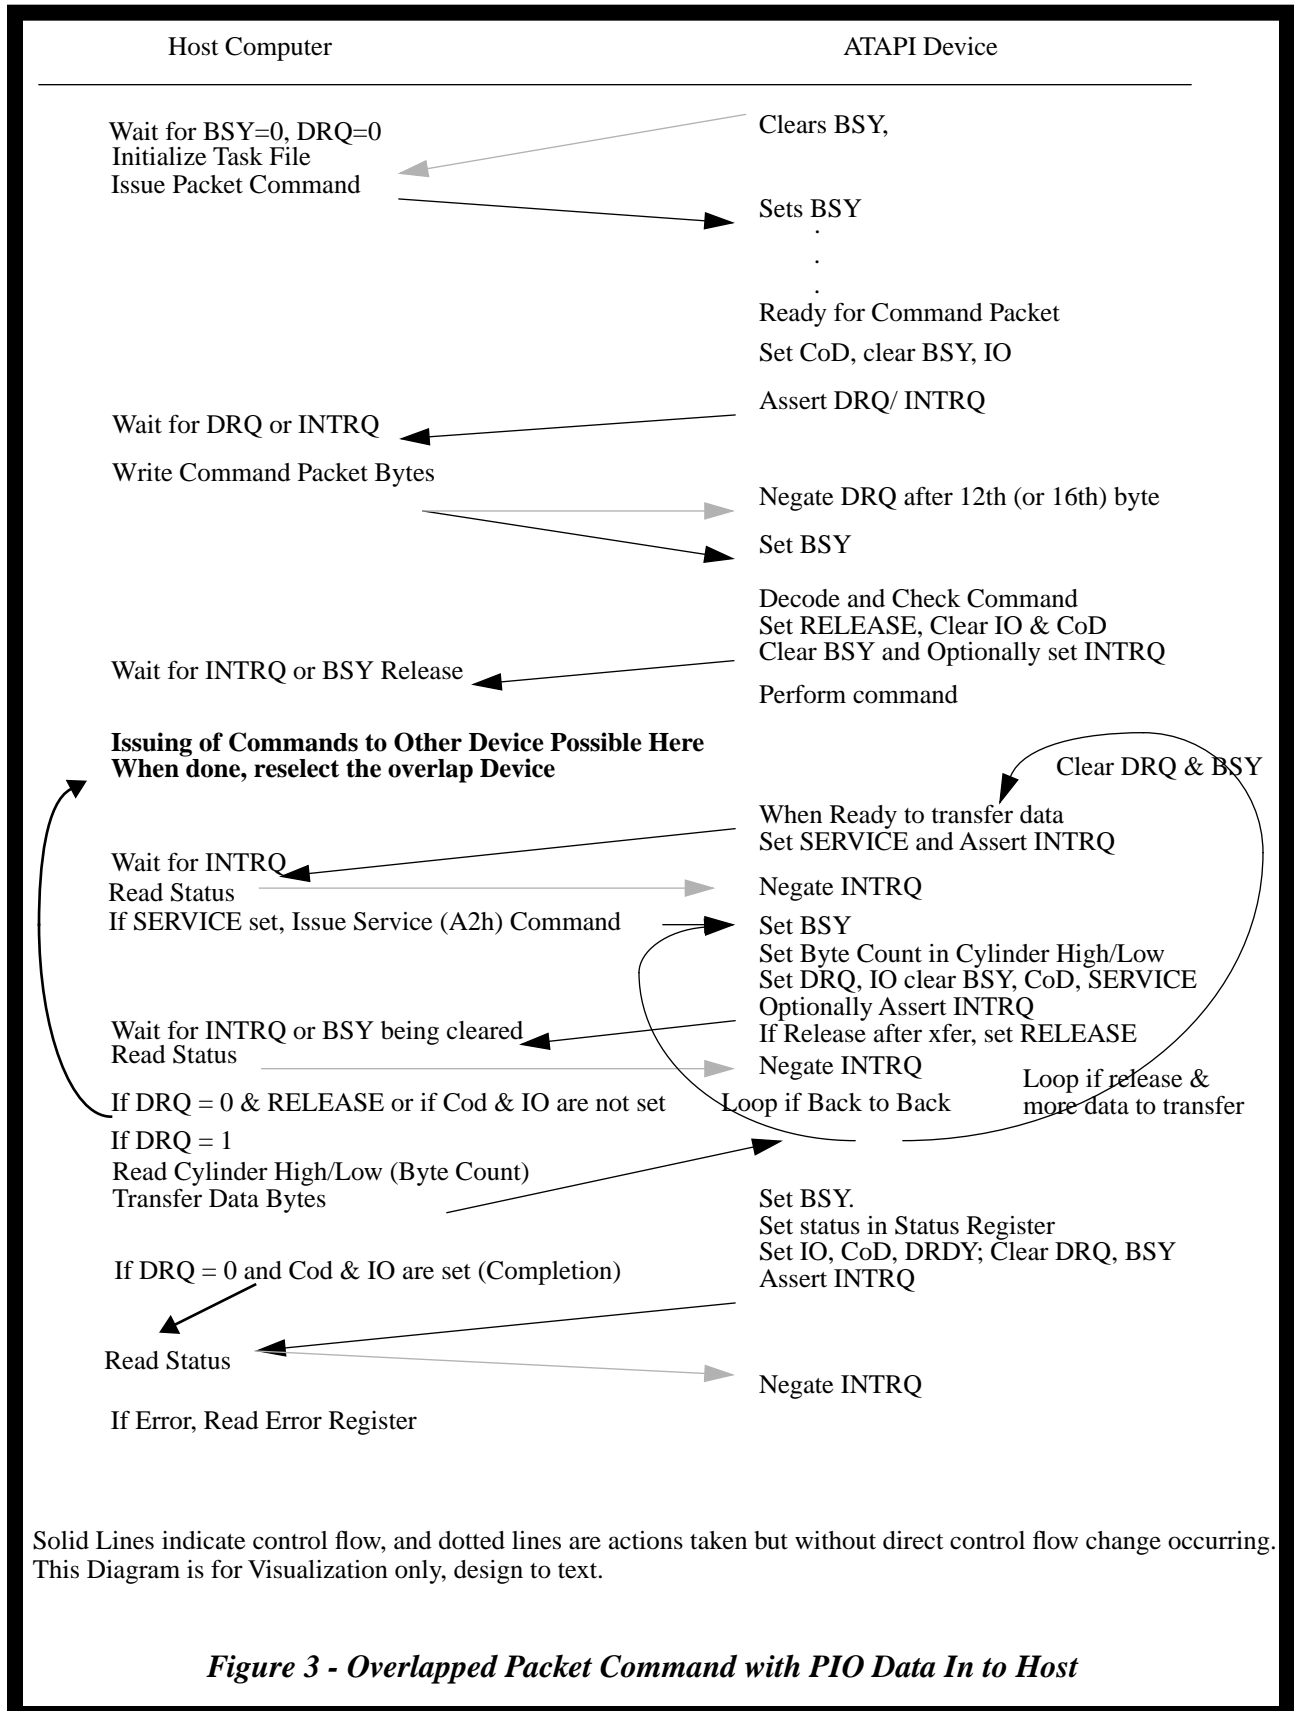 Host Computer
ATAPI Device
Wait for BSY=0, DRQ=0
Initialize Task File
Issue Packet Command
Clears BSY,
Sets BSY
.
.
.
Ready for Command Packet
Set CoD, clear BSY, IO
Assert DRQ/ INTRQ
Wait for DRQ or INTRQ
Write Command Packet Bytes
Negate DRQ after 12th (or 16th) byte
Set BSY
Decode and Check Command
Set RELEASE, Clear IO & CoD
Clear BSY and Optionally set INTRQ
Wait for INTRQ or BSY Release
Perform command
Issuing of Commands to Other Device Possible Here
When done, reselect the overlap Device
Clear DRQ & BSY
When Ready to transfer data
Set SERVICE and Assert INTRQ
Wait for INTRQ
Read Status
Negate INTRQ
If SERVICE set, Issue Service (A2h) Command
Set BSY
Set Byte Count in Cylinder High/Low
Set DRQ, IO clear BSY, CoD, SERVICE
Optionally Assert INTRQ
If Release after xfer, set RELEASE
Wait for INTRQ or BSY being cleared
Read Status
Negate INTRQ
Loop if release &
more data to transfer
If DRQ = 0 & RELEASE or if Cod & IO are not set
Loop if Back to Back
If DRQ = 1
Read Cylinder High/Low (Byte Count)
Transfer Data Bytes
Set BSY.
Set status in Status Register
Set IO, CoD, DRDY; Clear DRQ, BSY
Assert INTRQ
If DRQ = 0 and Cod & IO are set (Completion)
Read Status
Negate INTRQ
If Error, Read Error Register
Solid Lines indicate control flow, and dotted lines are actions taken but without direct control flow change occurring.
This Diagram is for Visualization only, design to text.
Figure 3 - Overlapped Packet Command with PIO Data In to Host